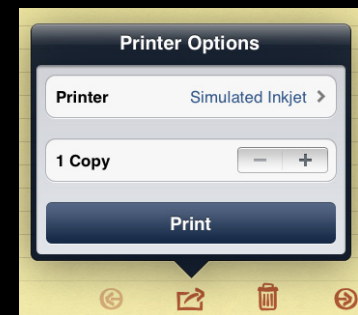 Printer Options
Printer Simulated Inkjet >
1 Copy − +
Print